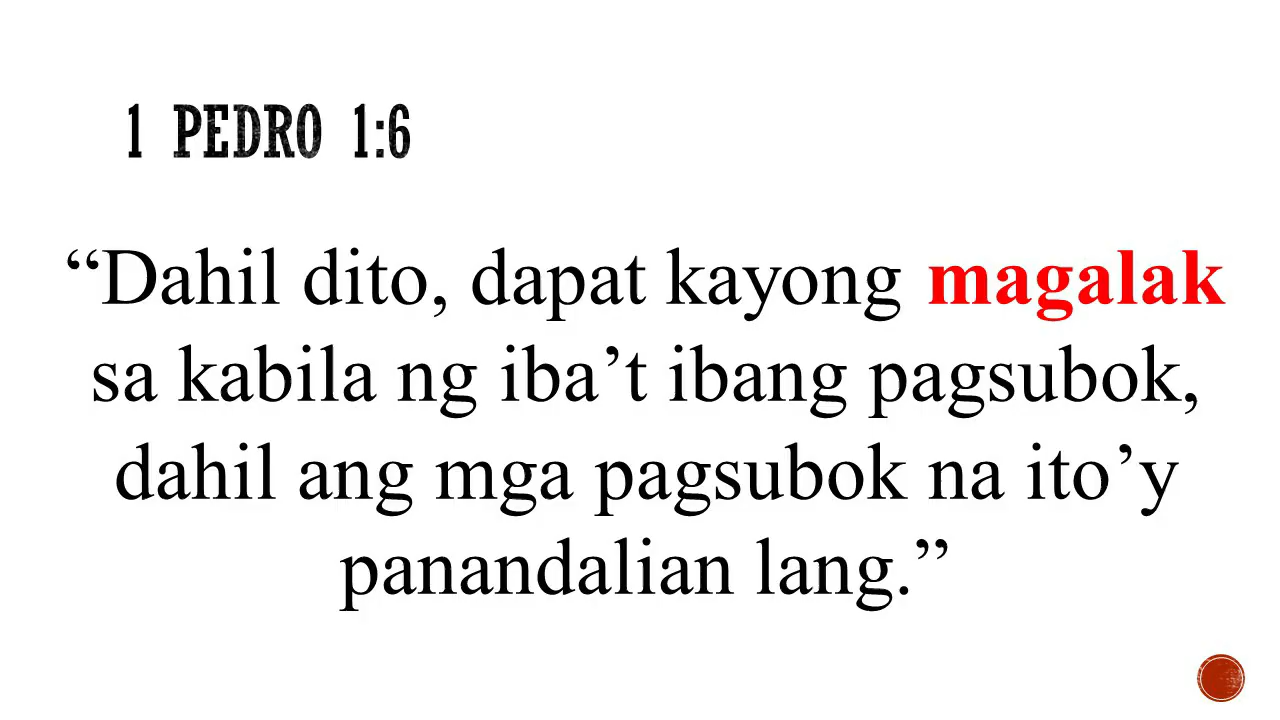 1 PEDRO 1:6
“Dahil dito, dapat kayong magalak
sa kabila ng iba’t ibang pagsubok,
dahil ang mga pagsubok na ito’y
panandalian lang.”